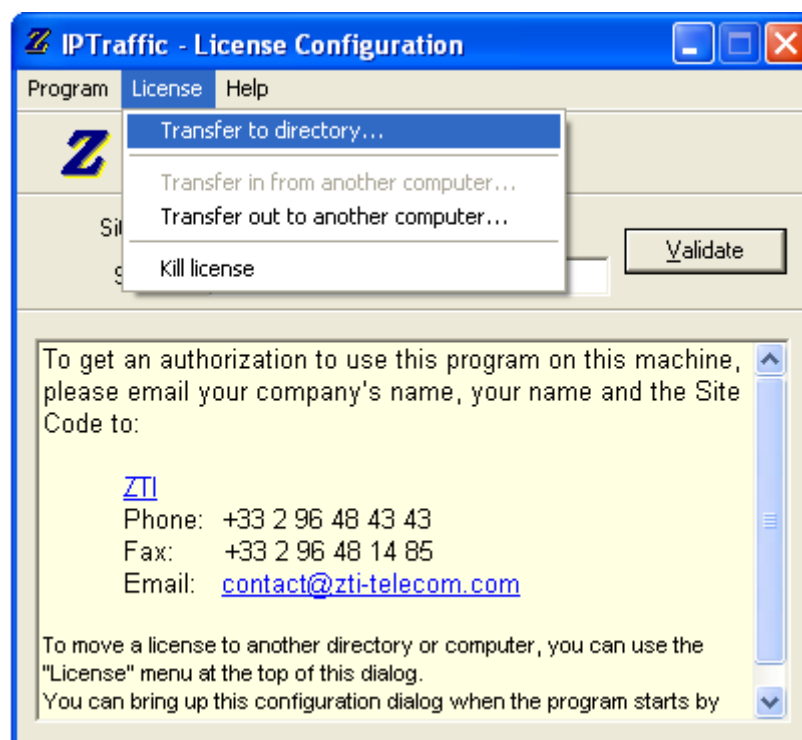 IPTraffic - License Configuration
Program License Help
Transfer to directory...
Transfer in from another computer...
Transfer out to another computer...
Kill license
Validate
To get an authorization to use this program on this machine,
please email your company's name, your name and the Site
Code to:
ZTI
Phone: +33 2 96 48 43 43
Fax: +33 2 96 48 14 85
Email: contact@zti-telecom.com
To move a license to another directory or computer, you can use the
"License" menu at the top of this dialog.
You can bring up this configuration dialog when the program starts by